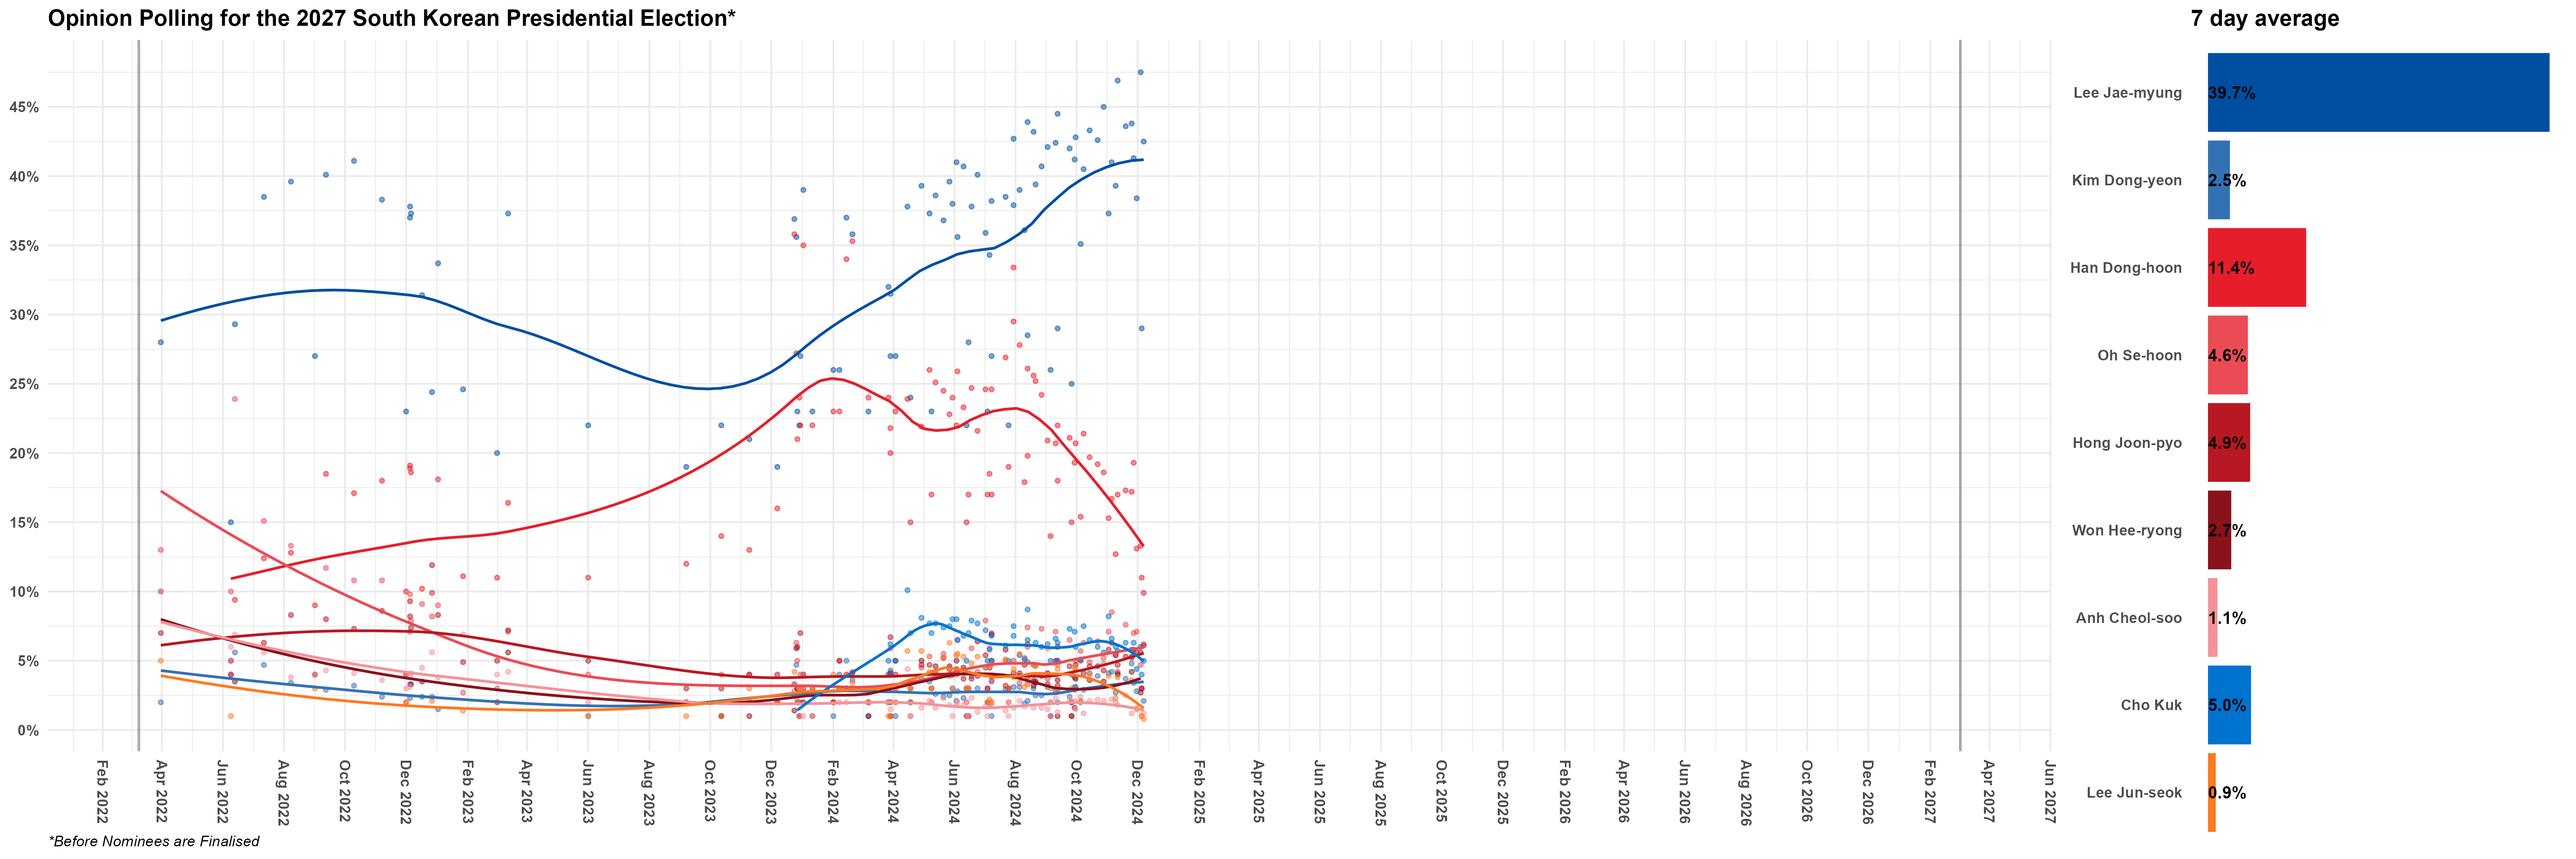 Opinion Polling for the 2027 South Korean Presidential Election*
7 day average
45%
40%
35%
30%
25%
20%
15%
10%
5%
0%
Feb 2022
Apr 2022
Jun 2022
Aug 2022
Oct 2022
Dec 2022
Feb 2023
Apr 2023
Jun 2023
Aug 2023
Oct 2023
Dec 2023
Feb 2024
Apr 2024
Jun 2024
Aug 2024
Oct 2024
Dec 2024
Feb 2025
Apr 2025
Jun 2025
Aug 2025
Oct 2025
Dec 2025
Feb 2026
Apr 2026
Jun 2026
Aug 2026
Oct 2026
Dec 2026
Feb 2027
Apr 2027
Jun 2027
*Before Nominees are Finalised
Lee Jae-myung 39.7%
Kim Dong-yeon 2.5%
Han Dong-hoon 11.4%
Oh Se-hoon 4.6%
Hong Joon-pyo 4.9%
Won Hee-ryong 2.7%
Anh Cheol-soo 1.1%
Cho Kuk 5.0%
Lee Jun-seok 0.9%